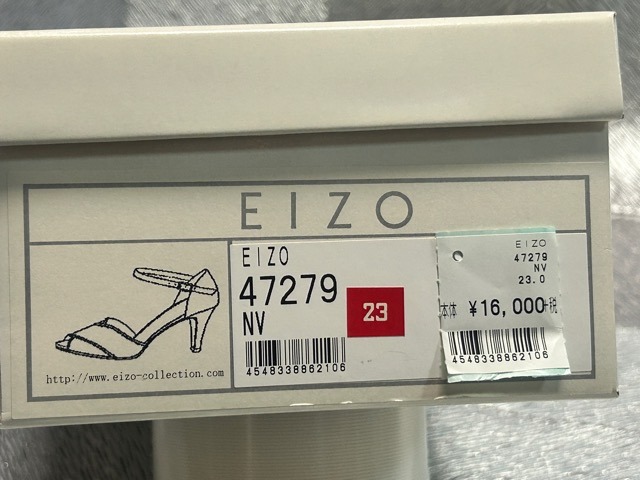 EIZO
EIZO
47279
NV
23
4548338862106
http://www.eizo-collection.com
EIZO
47279
NV
23.0
本体 ¥16,000+税
4548338862106